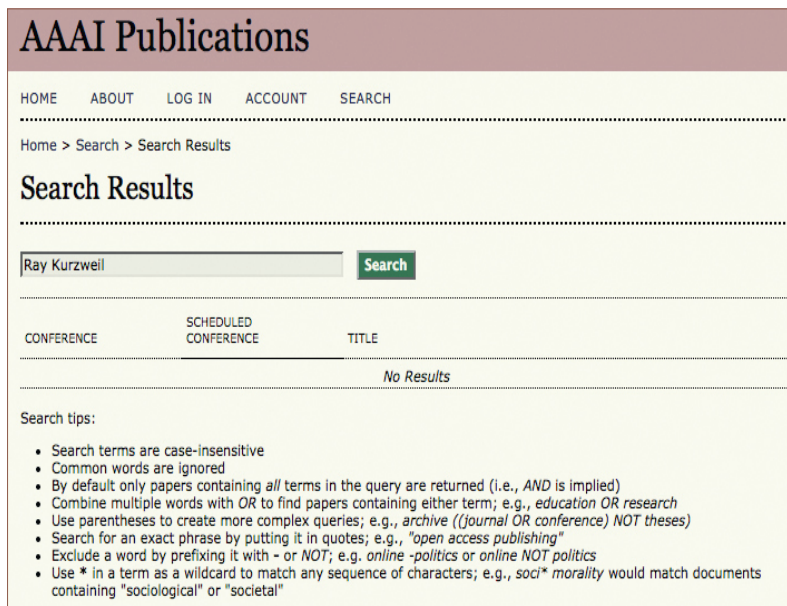 AAAI Publications
HOME ABOUT LOG IN ACCOUNT SEARCH
Home > Search > Search Results
Search Results
Ray Kurzweil Search
SCHEDULED
CONFERENCE CONFERENCE TITLE
No Results
Search tips:
• Search terms are case-insensitive
• Common words are ignored
• By default only papers containing all terms in the query are returned (i.e., AND is implied)
• Combine multiple words with OR to find papers containing either term; e.g., education OR research
• Use parentheses to create more complex queries; e.g., archive ((journal OR conference) NOT theses)
• Search for an exact phrase by putting it in quotes; e.g., "open access publishing"
• Exclude a word by prefixing it with - or NOT; e.g. online -politics or online NOT politics
• Use * in a term as a wildcard to match any sequence of characters; e.g., soci* morality would match documents
containing "sociological" or "societal"